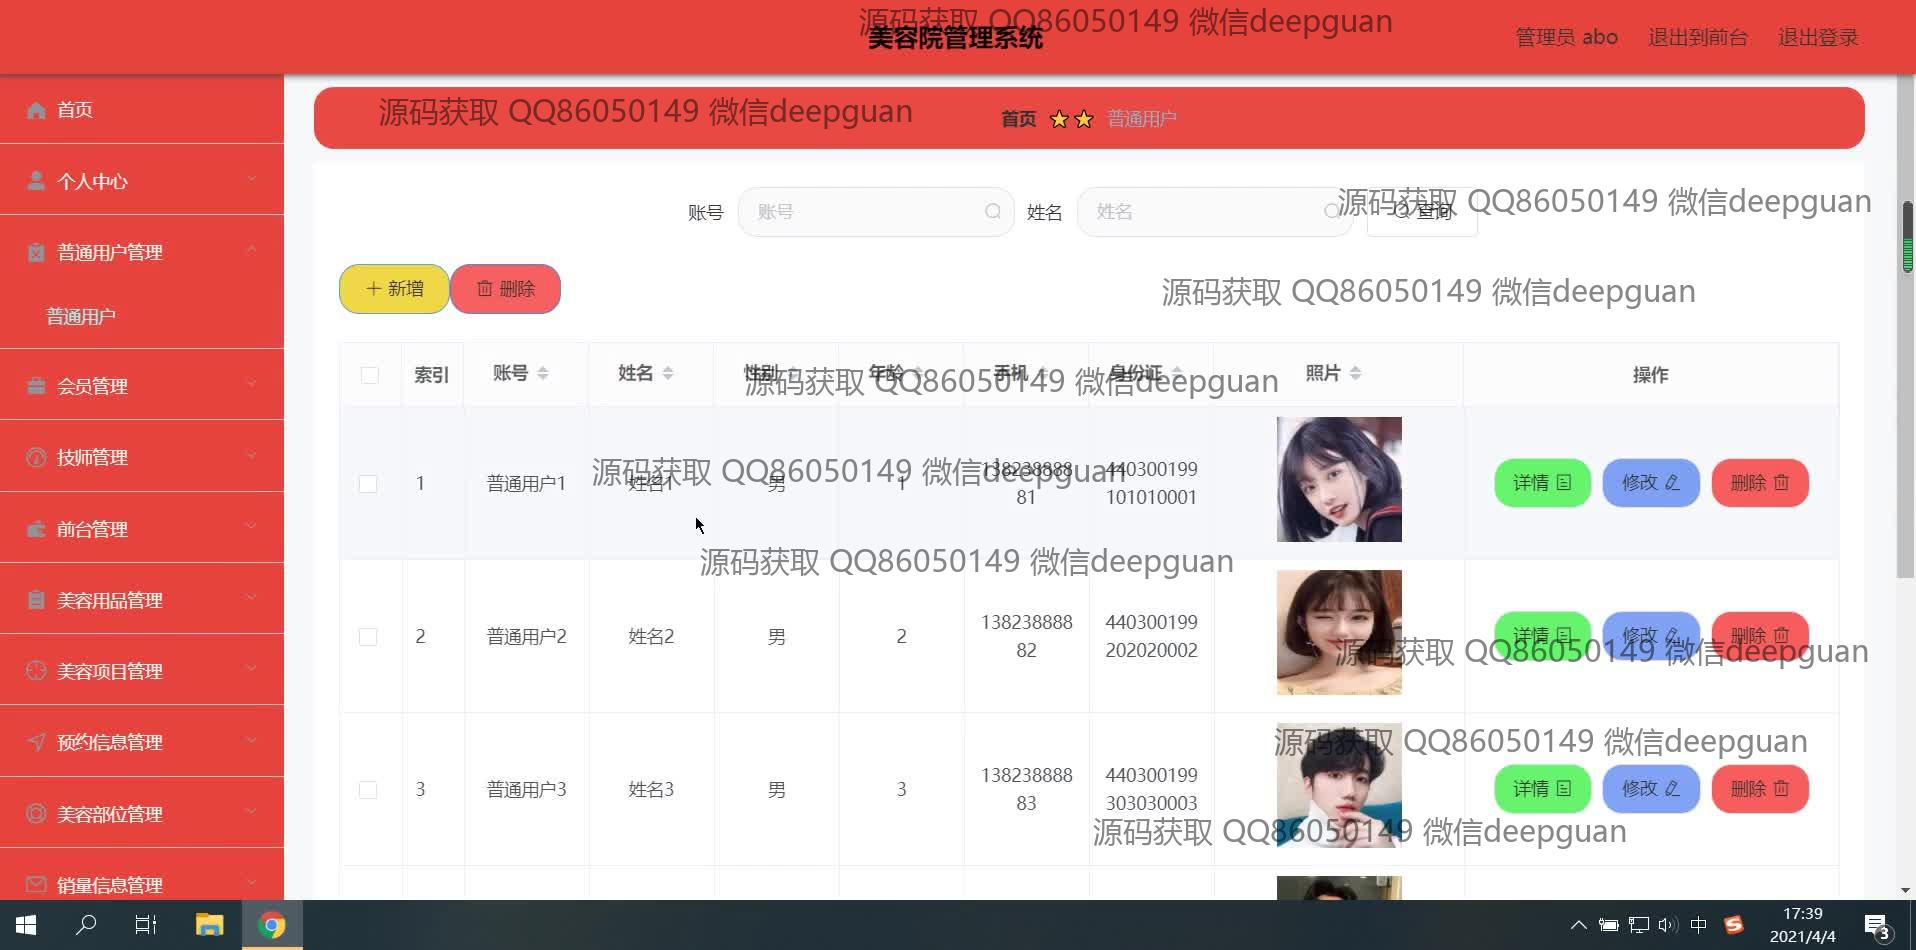 源码获取 QQ86050149 微信deepguan
美容院管理系统
管理员 abo 退出到前台 退出登录
首页
个人中心
普通用户管理
普通用户
会员管理
技师管理
前台管理
美容用品管理
美容项目管理
预约信息管理
美容部位管理
销量信息管理
源码获取 QQ86050149 微信deepguan
首页 普通用户
账号 账号 姓名 姓名 查询
源码获取 QQ86050149 微信deepguan
新增 删除
源码获取 QQ86050149 微信deepguan
索引 账号 姓名 性别 年龄 手机 身份证 照片 操作
源码获取 QQ86050149 微信deepguan
1 普通用户1 姓名1 男 1 13823888881 440300199101010001 详情 修改 删除
源码获取 QQ86050149 微信deepguan
源码获取 QQ86050149 微信deepguan
2 普通用户2 姓名2 男 2 13823888882 440300199202020002 详情 修改 删除
源码获取 QQ86050149 微信deepguan
源码获取 QQ86050149 微信deepguan
3 普通用户3 姓名3 男 3 13823888883 440300199303030003 详情 修改 删除
源码获取 QQ86050149 微信deepguan
中 17:39
2021/4/4 3